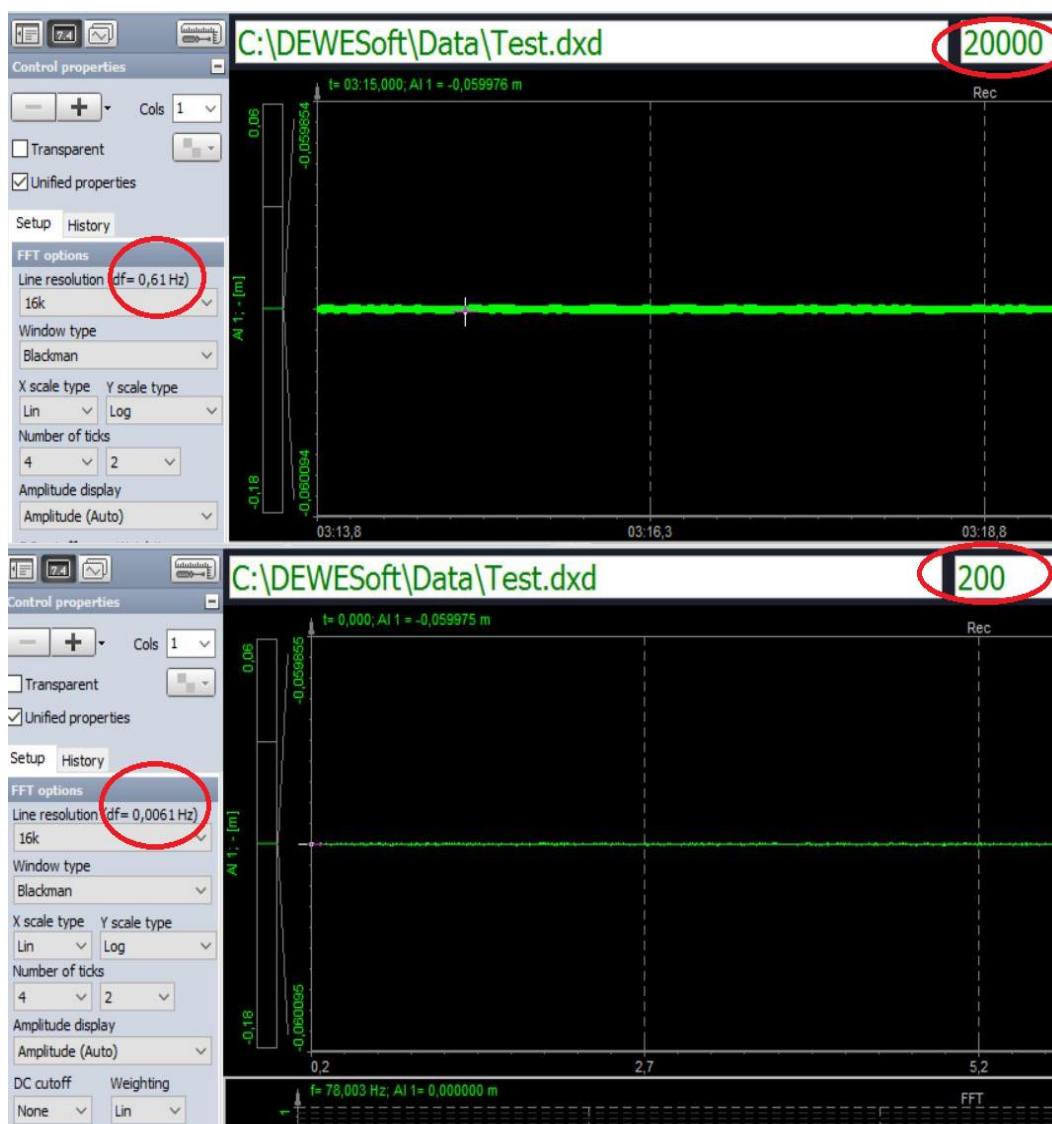 C:\DEWESoft\Data\Test.dxd 20000
7.4
Control properties
Cols 1
Transparent
Unified properties
Setup History
FFT options
Line resolution (df= 0,61 Hz)
16k
Window type
Blackman
X scale type Y scale type
Lin Log
Number of ticks
4 2
Amplitude display
Amplitude (Auto)
t= 03:15,000; AI 1 = -0,059976 m
Rec
0,06 -0,059854
AI 1; - [m]
-0,18 -0,060094
03:13,8 03:16,3 03:18,8
C:\DEWESoft\Data\Test.dxd 200
7.4
Control properties
Cols 1
Transparent
Unified properties
Setup History
FFT options
Line resolution (df= 0,0061 Hz)
16k
Window type
Blackman
X scale type Y scale type
Lin Log
Number of ticks
4 2
Amplitude display
Amplitude (Auto)
DC cutoff Weighting
None Lin
t= 0,000; AI 1 = -0,059975 m
Rec
0,06 -0,059855
AI 1; - [m]
-0,18 -0,060095
0,2 2,7 5,2
f= 78,003 Hz; AI 1= 0,000000 m
FFT
1